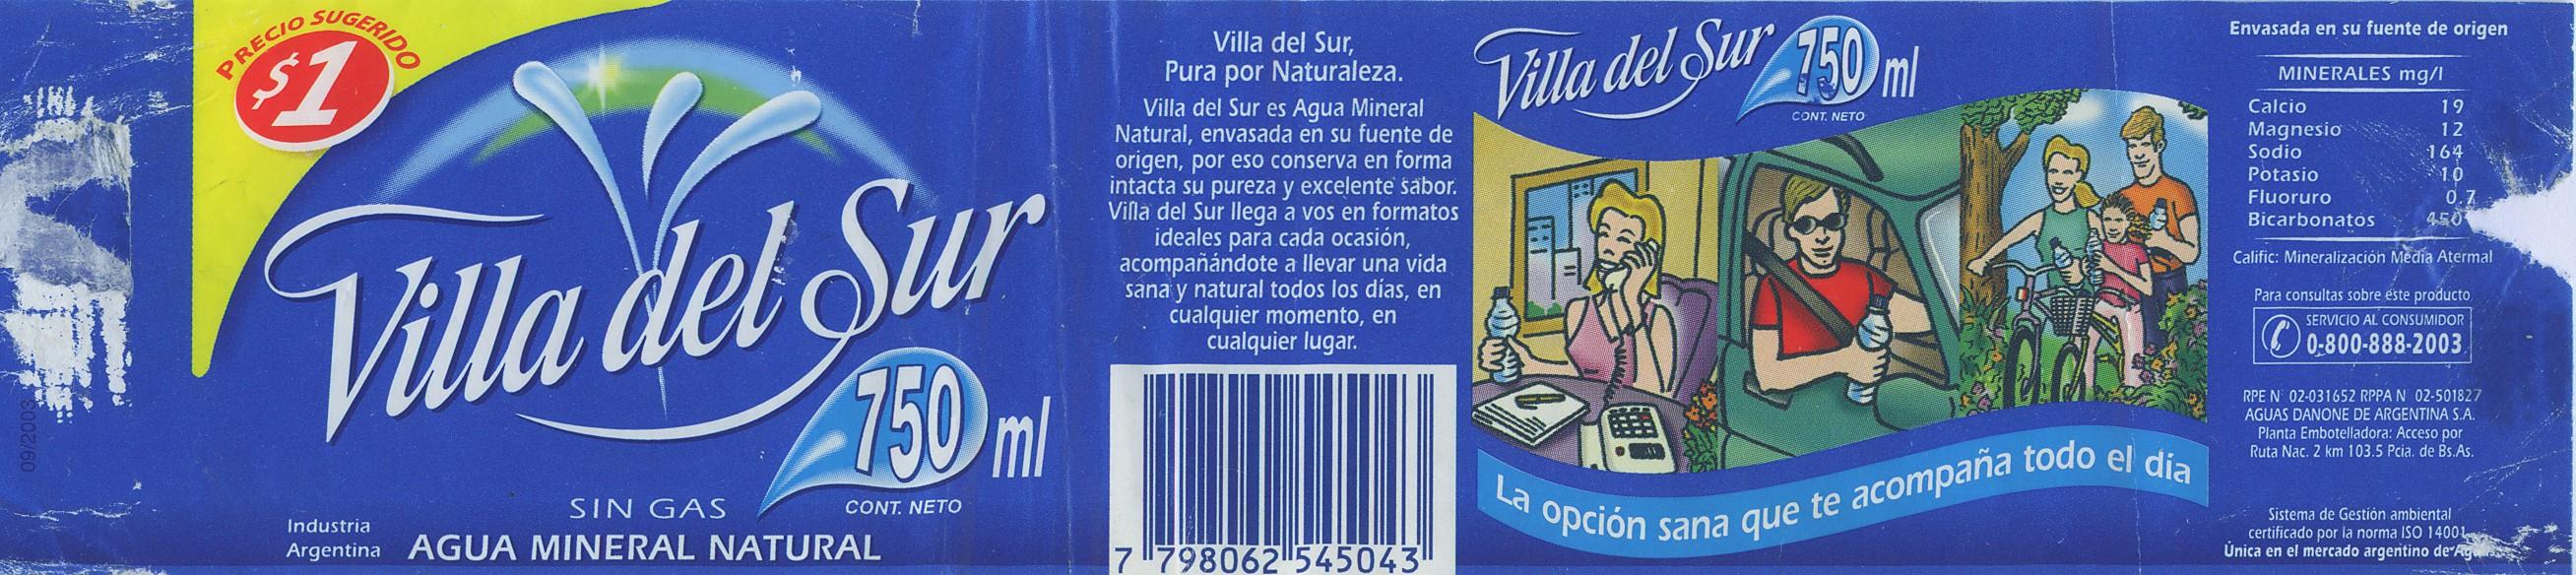 PRECIO SUGERIDO
$1
Villa del Sur
750 ml
CONT. NETO
SIN GAS
Industria
Argentina
AGUA MINERAL NATURAL
09/2003
Villa del Sur,
Pura por Naturaleza.
Villa del Sur es Agua Mineral
Natural, envasada en su fuente de
origen, por eso conserva en forma
intacta su pureza y excelente sabor.
Villa del Sur llega a vos en formatos
ideales para cada ocasión,
acompañándote a llevar una vida
sana y natural todos los días, en
cualquier momento, en
cualquier lugar.
7 798062 545043
Villa del Sur 750 ml
CONT. NETO
La opción sana que te acompaña todo el día
Envasada en su fuente de origen
MINERALES mg/l
Calcio 19
Magnesio 12
Sodio 164
Potasio 10
Fluoruro 0.7
Bicarbonatos 450
Calific: Mineralización Media Atermal
Para consultas sobre este producto
SERVICIO AL CONSUMIDOR
0-800-888-2003
RPE N° 02-031652 RPPA N° 02-501827
AGUAS DANONE DE ARGENTINA S.A.
Planta Embotelladora: Acceso por
Ruta Nac. 2 km 103.5 Pcia. de Bs.As.
Sistema de Gestión ambiental
certificado por la norma ISO 14001
Única en el mercado argentino de